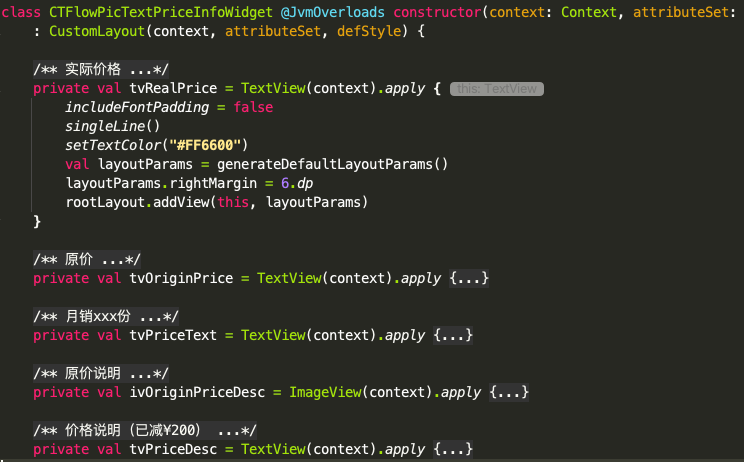 class CTFlowPicTextPriceInfoWidget @JvmOverloads constructor(context: Context, attributeSet:
: CustomLayout(context, attributeSet, defStyle) {
/** 实际价格 ...*/
private val tvRealPrice = TextView(context).apply { this: TextView
includeFontPadding = false
singleLine()
setTextColor("#FF6600")
val layoutParams = generateDefaultLayoutParams()
layoutParams.rightMargin = 6.dp
rootLayout.addView(this, layoutParams)
}
/** 原价 ...*/
private val tvOriginPrice = TextView(context).apply {...}
/** 月销xxx份 ...*/
private val tvPriceText = TextView(context).apply {...}
/** 原价说明 ...*/
private val ivOriginPriceDesc = ImageView(context).apply {...}
/** 价格说明（已减¥200） ...*/
private val tvPriceDesc = TextView(context).apply {...}